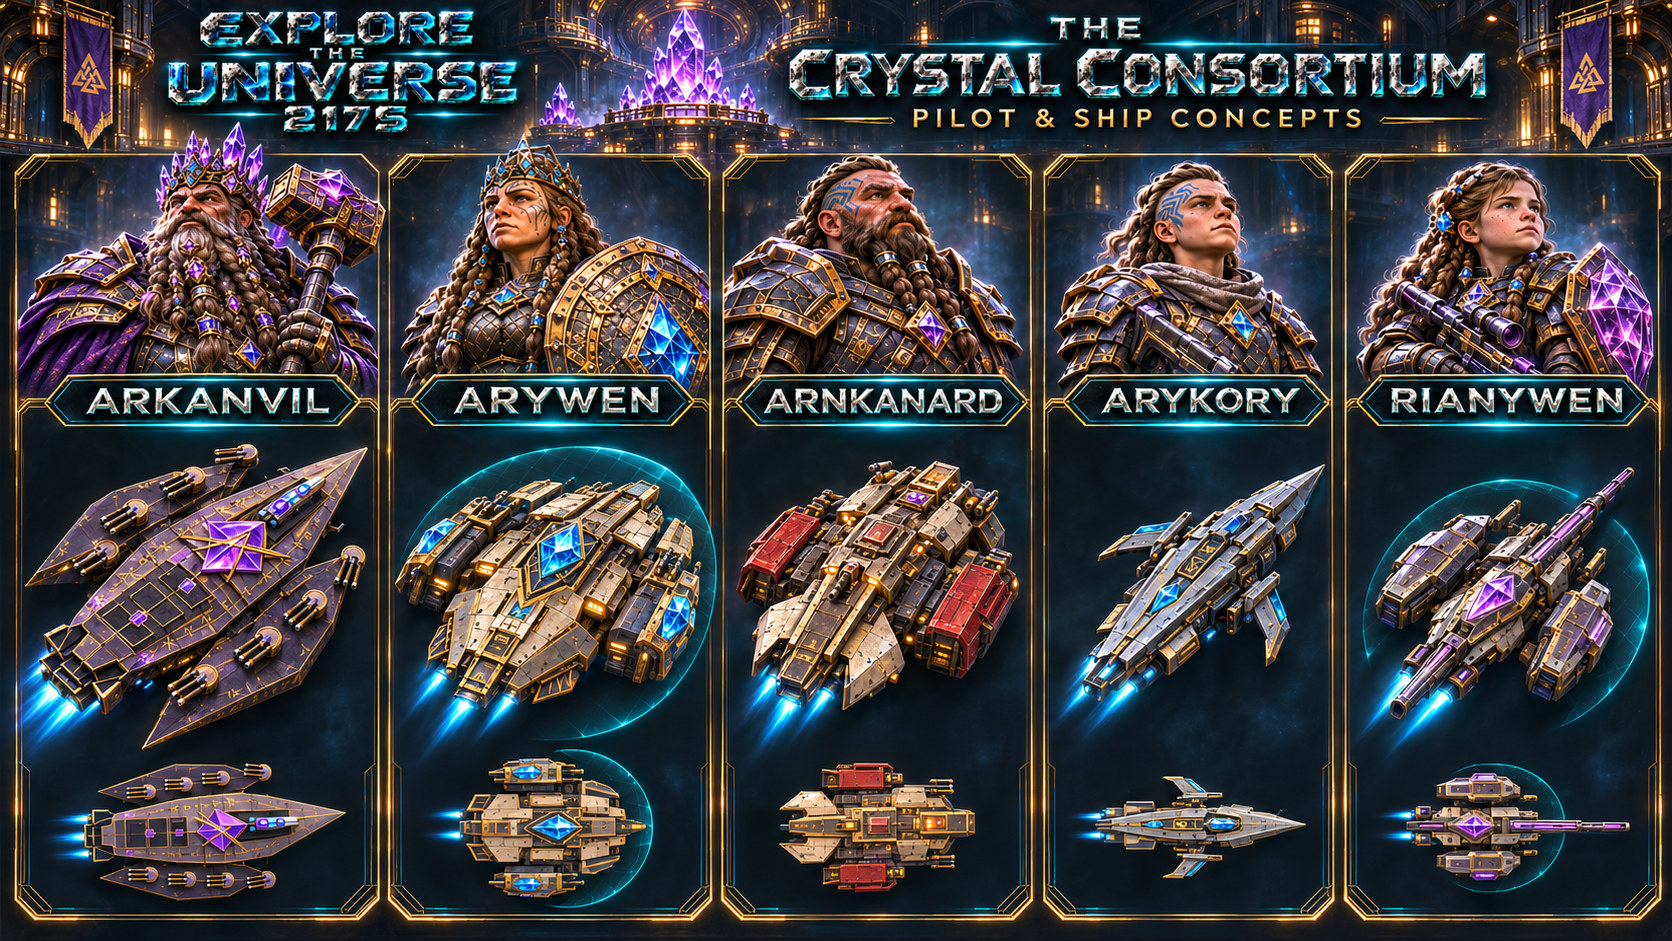 EXPLORE
THE
UNIVERSE
2175
THE
CRYSTAL CONSORTIUM
PILOT & SHIP CONCEPTS
ARKANVIL
ARYWEN
ARNKANARD
ARYKORY
RIANYWEN